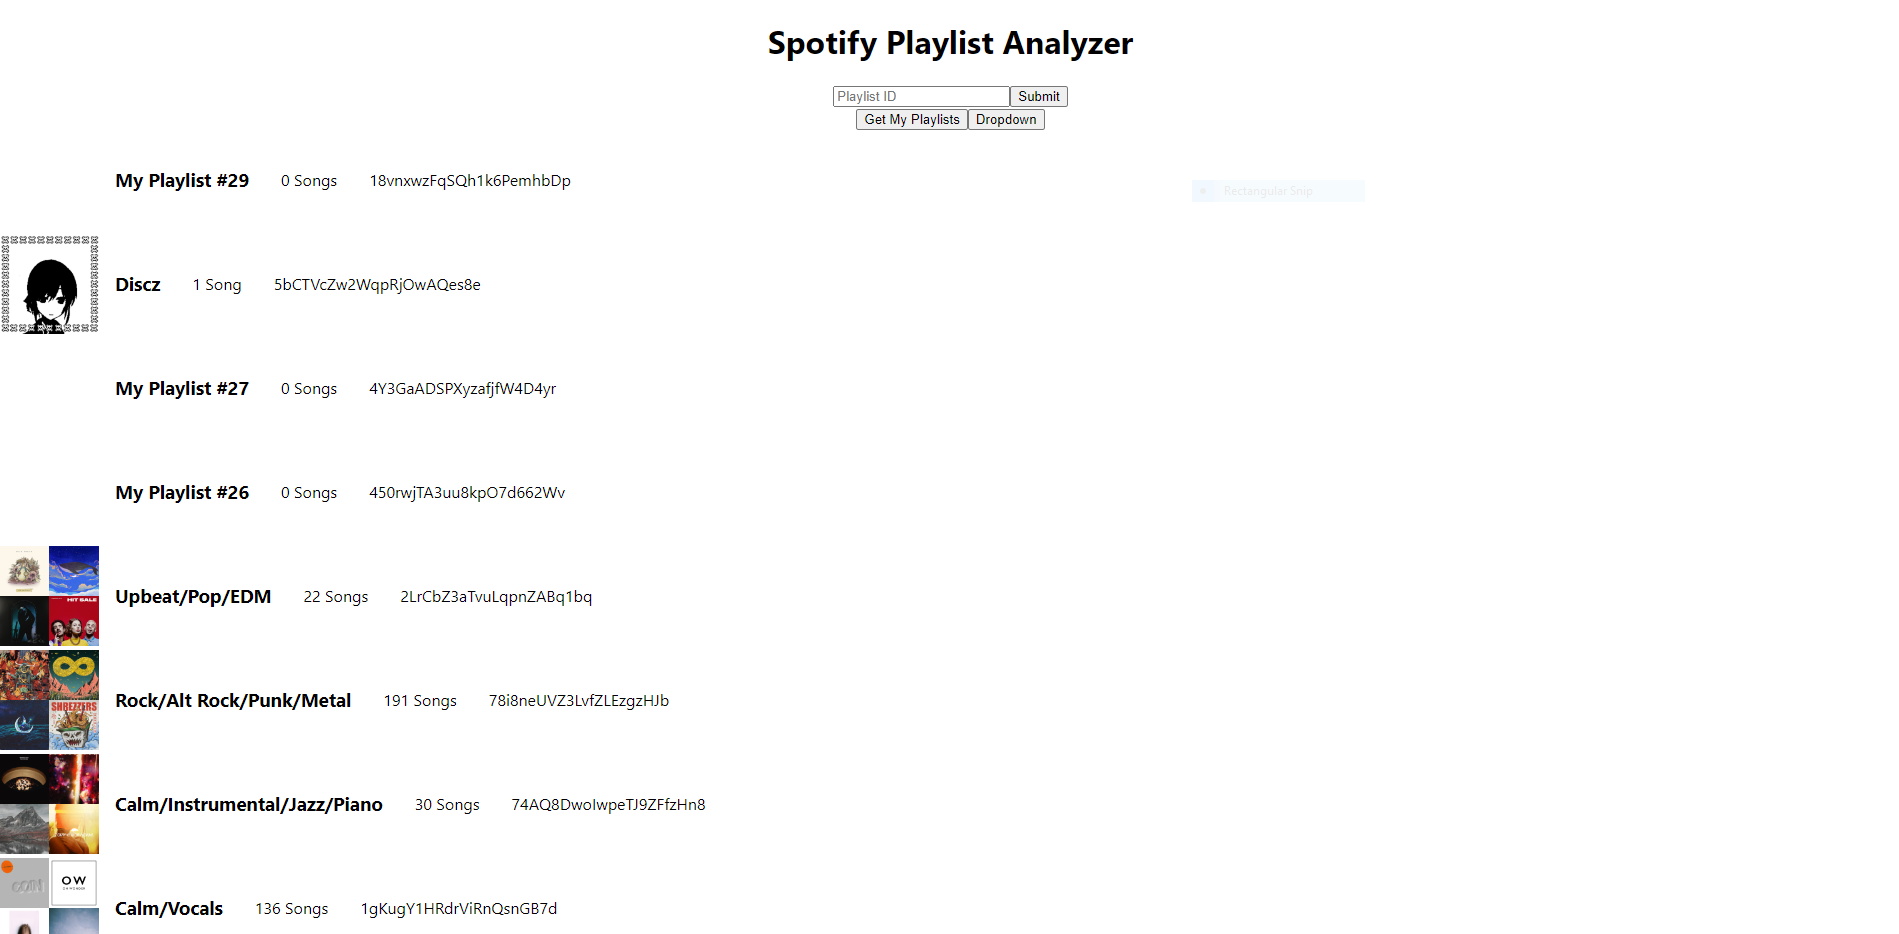 Spotify Playlist Analyzer
Playlist ID Submit
Get My Playlists Dropdown
My Playlist #29 0 Songs 18vnxwzFqSQh1k6PemhbDp
Rectangular Snip
Discz 1 Song 5bCTVcZw2WqpRjOwAQes8e
My Playlist #27 0 Songs 4Y3GaADSPXyzafjfW4D4yr
My Playlist #26 0 Songs 450rwjTA3uu8kpO7d662Wv
HIT SALE
Upbeat/Pop/EDM 22 Songs 2LrCbZ3aTvuLqpnZABq1bq
SHREZZERS
Rock/Alt Rock/Punk/Metal 191 Songs 78i8neUVZ3LvfZLEzgzHJb
Calm/Instrumental/Jazz/Piano 30 Songs 74AQ8DwolwpeTJ9ZFfzHn8
COIN
OW
OH WONDER
Calm/Vocals 136 Songs 1gKugY1HRdrViRnQsnGB7d